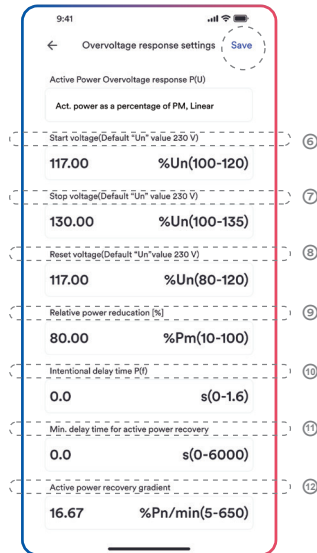 9:41
Overvoltage response settings Save
Active Power Overvoltage response P(U)
Act. power as a percentage of PM, Linear
Start voltage(Default “Un” value 230 V) ⑥
117.00 %Un(100-120)
Stop voltage(Default “Un” value 230 V) ⑦
130.00 %Un(100-135)
Reset voltage(Default “Un”value 230 V) ⑧
117.00 %Un(80-120)
Relative power reducation [%] ⑨
80.00 %Pm(10-100)
Intentional delay time P(f) ⑩
0.0 s(0-1.6)
Min. delay time for active power recovery ⑪
0.0 s(0-6000)
Active power recovery gradient ⑫
16.67 %Pn/min(5-650)